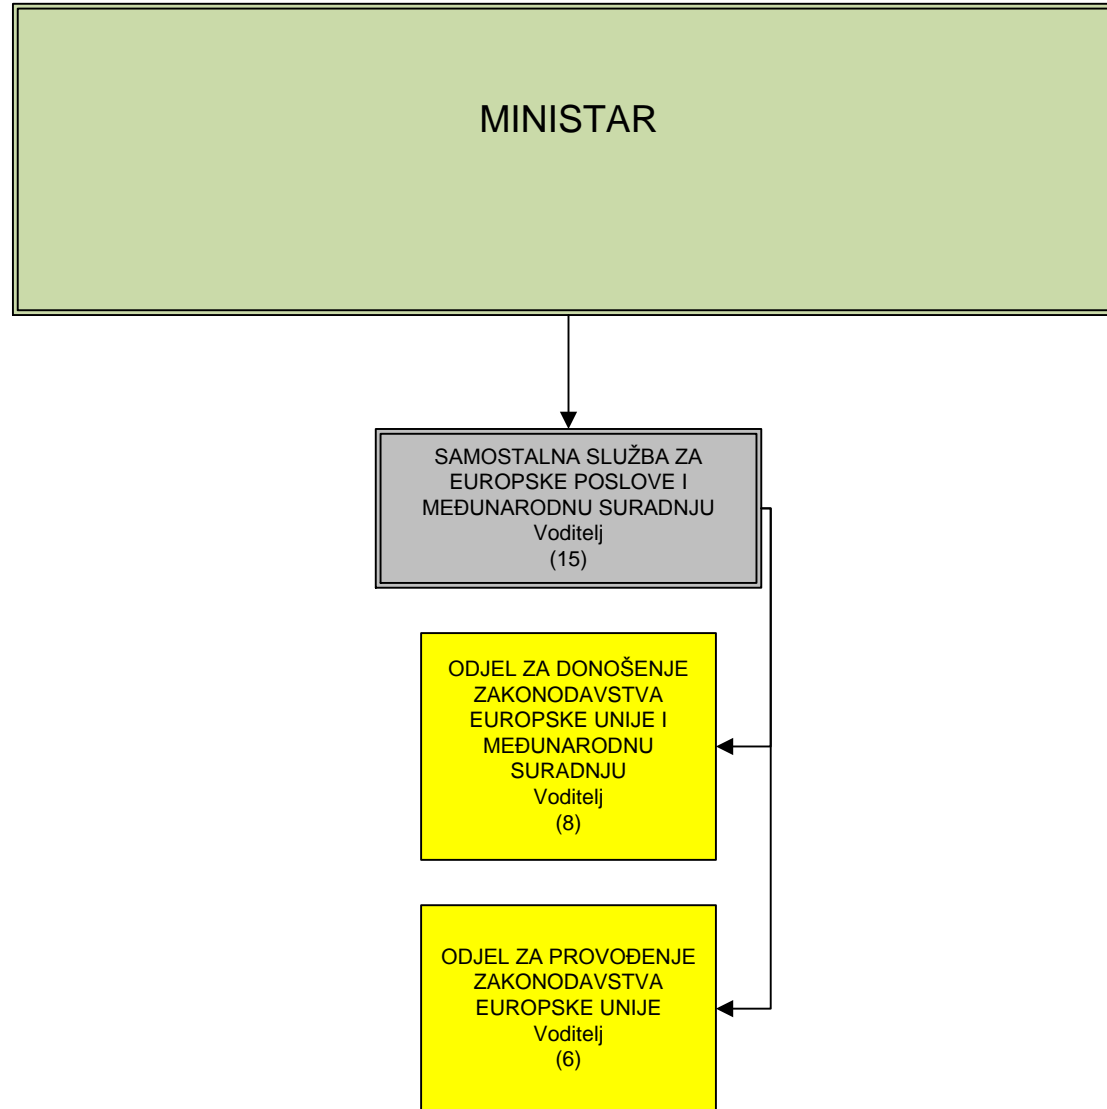 MINISTAR
SAMOSTALNA SLUŽBA ZA
EUROPSKE POSLOVE I
MEĐUNARODNU SURADNJU
Voditelj
(15)
ODJEL ZA DONOŠENJE
ZAKONODAVSTVA
EUROPSKE UNIJE I
MEĐUNARODNU
SURADNJU
Voditelj
(8)
ODJEL ZA PROVOĐENJE
ZAKONODAVSTVA
EUROPSKE UNIJE
Voditelj
(6)